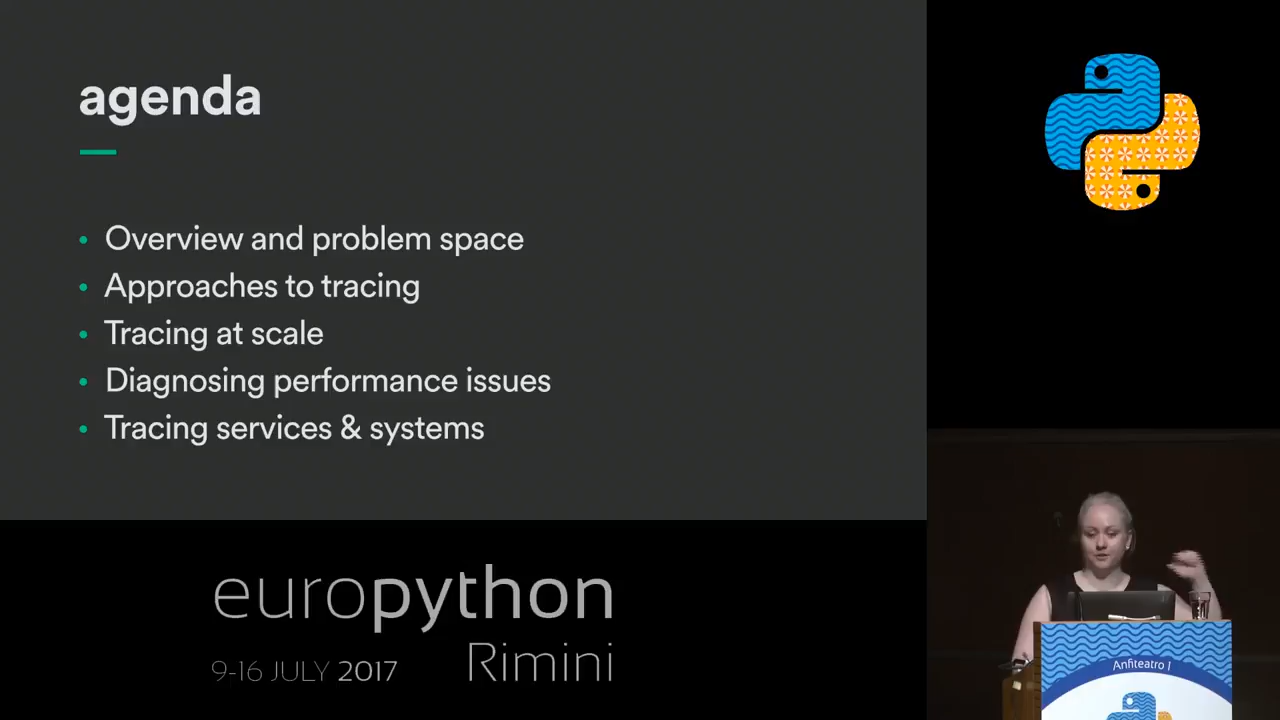 agenda
• Overview and problem space
• Approaches to tracing
• Tracing at scale
• Diagnosing performance issues
• Tracing services & systems
europython
9-16 JULY 2017 Rimini
Anfiteatro I